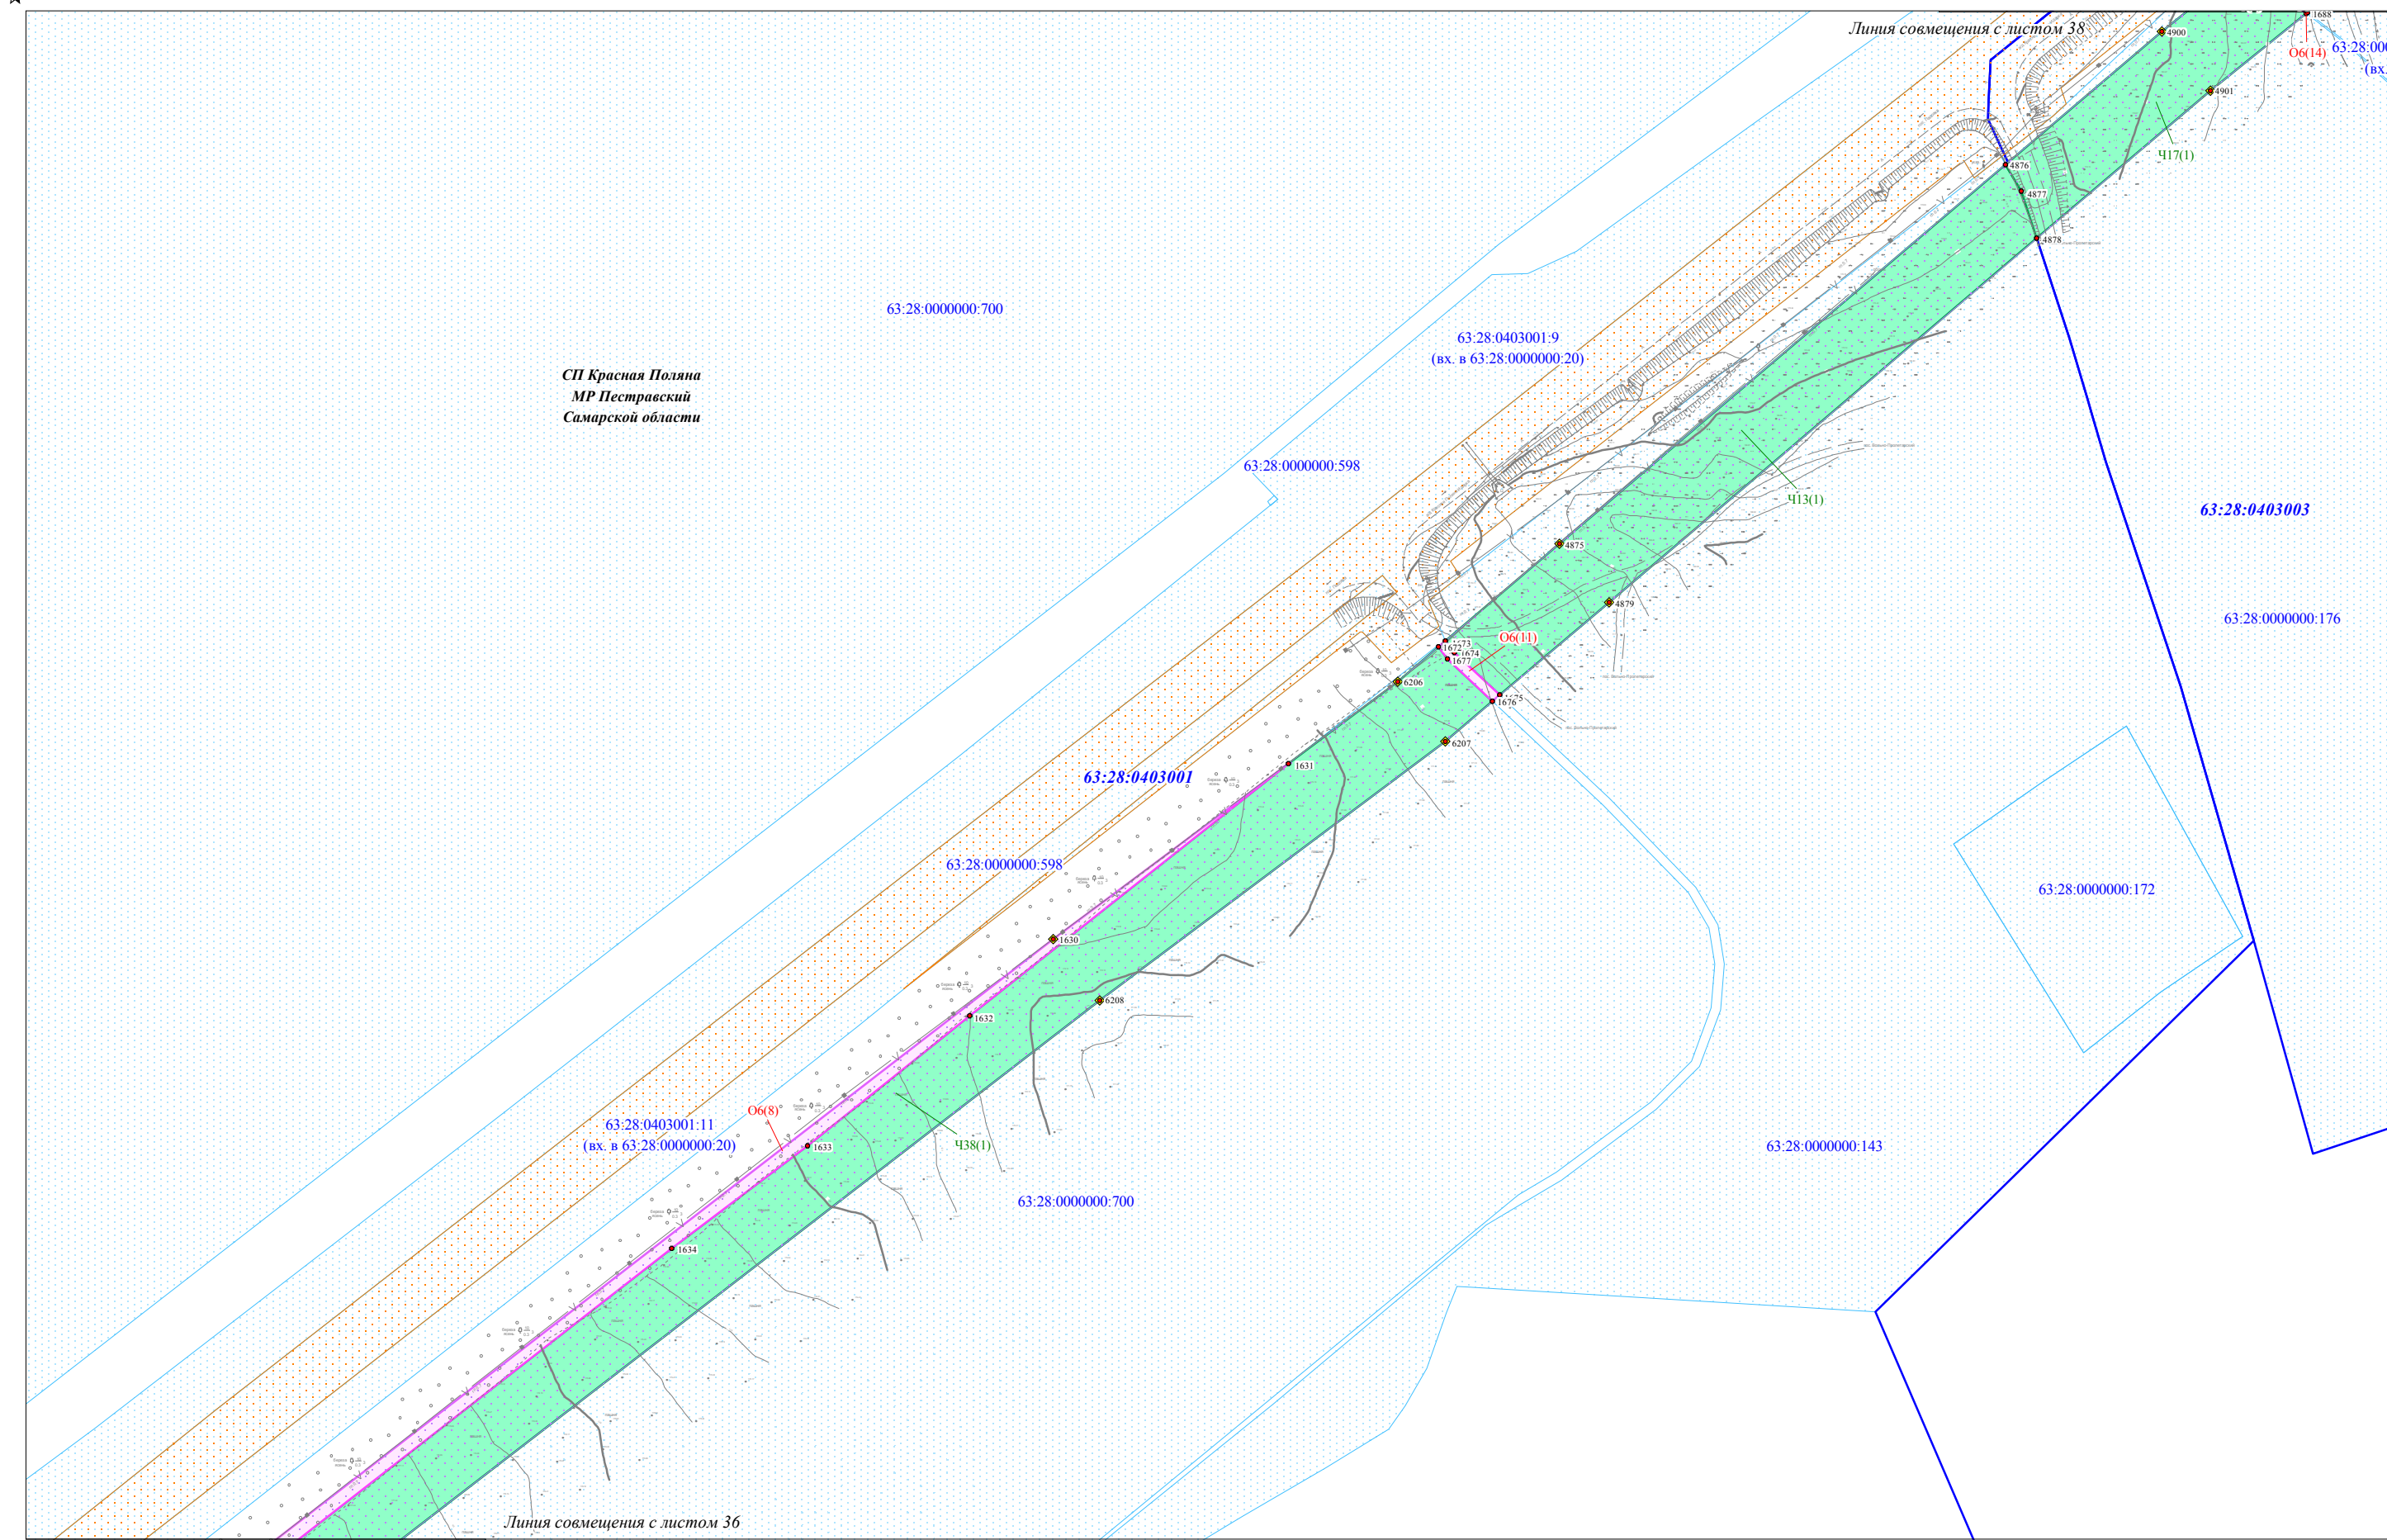 Линия совмещения с листом 38
1688
4900
О6(14)
63:28:000
(вх.
4901
Ч17(1)
4876
4877
4878
63:28:0000000:700
63:28:0403001:9
(вх. в 63:28:0000000:20)
СП Красная Поляна
МР Пестравский
Самарской области
63:28:0000000:598
Ч13(1)
63:28:0403003
4875
4879
63:28:0000000:176
О6(11)
1672
1674
1677
6206
1676
6207
1631
63:28:0403001
63:28:0000000:598
63:28:0000000:172
1630
6208
1632
О6(8)
63:28:0403001:11
(вх. в 63:28:0000000:20)
1633
Ч38(1)
63:28:0000000:143
63:28:0000000:700
1634
Линия совмещения с листом 36